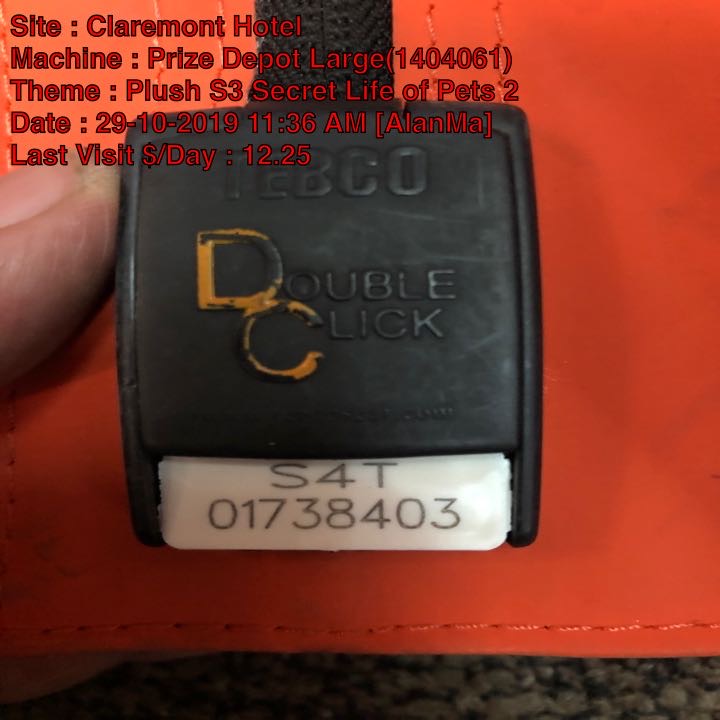 Site : Claremont Hotel
Machine : Prize Depot Large(1404061)
Theme : Plush S3 Secret Life of Pets 2
Date : 29-10-2019 11:36 AM [AlanMa]
Last Visit $/Day : 12.25
TEBCO
DOUBLE
CLICK
S4T
01738403